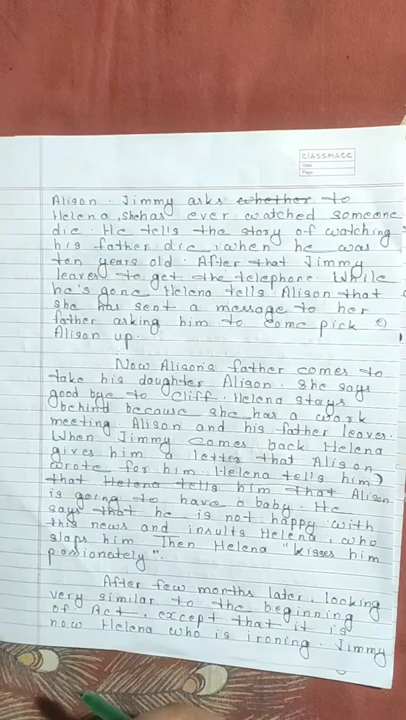 classmate
Date
Page
Alison. Jimmy asks whether to
Helena, she has ever watched someone
die. He tells the story of watching
his father die, when he was
ten years old. After that Jimmy
leaves to get the telephone. While
he's gone Helena tells Alison that
she has sent a message to her
father asking him to come pick
Alison up.
Now Alison's father comes to
take his daughter Alison. She says
good bye to Cliff. Helena stays
behind because she has a work
meeting. Alison and his father leaves.
When Jimmy comes back Helena
gives him a letter that Alison
wrote for him. Helena tells him
that Helena tells him that Alison
is going to have a baby. He
says that he is not happy with
this news and insults Helena, who
slaps him. Then Helena "kisses him
passionately".
After few months later, looking
very similar to the beginning
of Act, except that it is
now Helena who is ironing. Jimmy